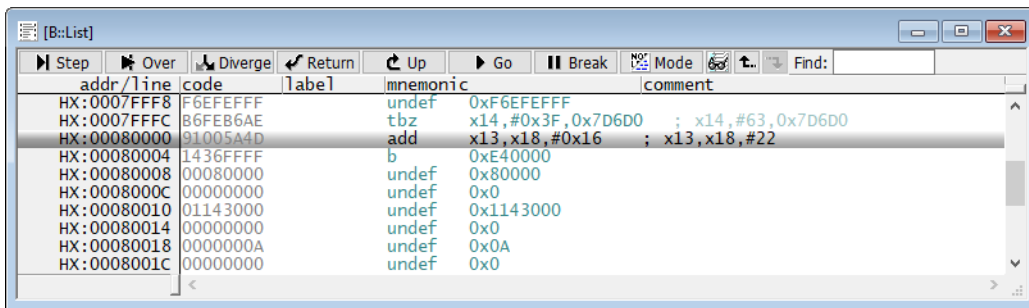 [B::List]
Step Over Diverge Return Up Go Break Mode Find:
addr/line code label mnemonic comment
HX:0007FFF8 F6EFEFFF undef 0xF6EFEFFF
HX:0007FFFC B6FEB6AE tbz x14,#0x3F,0x7D6D0 ; x14,#63,0x7D6D0
HX:00080000 91005A4D add x13,x18,#0x16 ; x13,x18,#22
HX:00080004 1436FFFF b 0xE40000
HX:00080008 00080000 undef 0x80000
HX:0008000C 00000000 undef 0x0
HX:00080010 01143000 undef 0x1143000
HX:00080014 00000000 undef 0x0
HX:00080018 0000000A undef 0x0A
HX:0008001C 00000000 undef 0x0